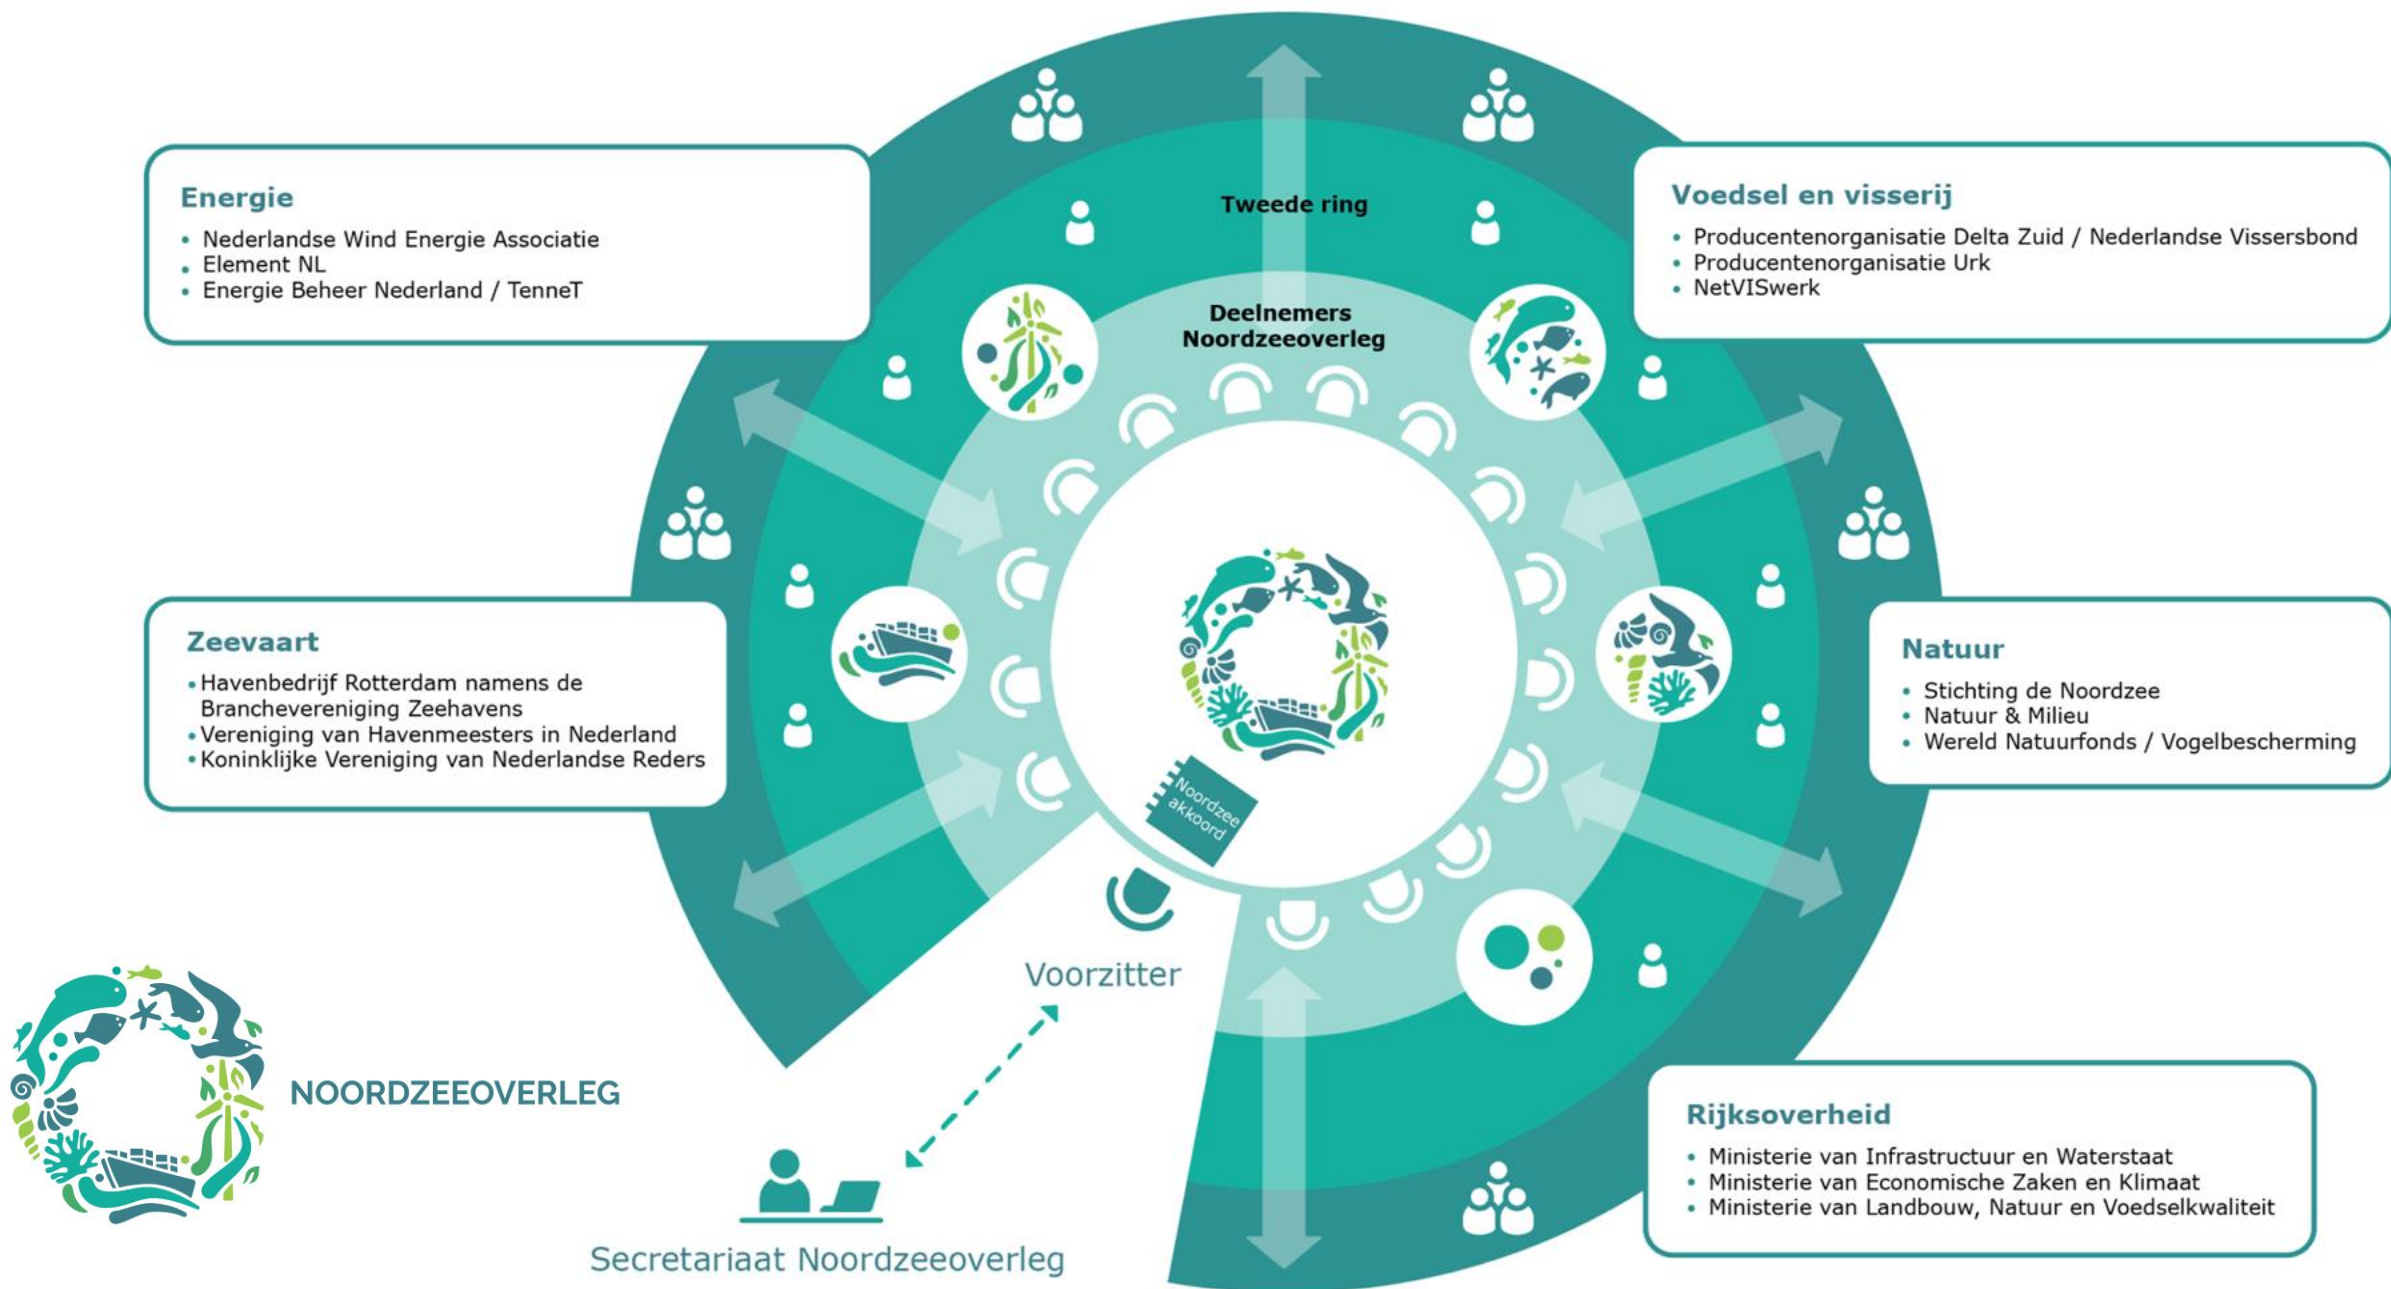 Tweede ring
Deelnemers
Noordzeeoverleg
Energie
• Nederlandse Wind Energie Associatie
• Element NL
• Energie Beheer Nederland / TenneT
Voedsel en visserij
• Producentenorganisatie Delta Zuid / Nederlandse Vissersbond
• Producentenorganisatie Urk
• NetVISwerk
Zeevaart
• Havenbedrijf Rotterdam namens de
Branchevereniging Zeehavens
• Vereniging van Havenmeesters in Nederland
• Koninklijke Vereniging van Nederlandse Reders
Natuur
• Stichting de Noordzee
• Natuur & Milieu
• Wereld Natuurfonds / Vogelbescherming
Noordzee
akkoord
Voorzitter
NOORDZEEOVERLEG
Rijksoverheid
• Ministerie van Infrastructuur en Waterstaat
• Ministerie van Economische Zaken en Klimaat
• Ministerie van Landbouw, Natuur en Voedselkwaliteit
Secretariaat Noordzeeoverleg